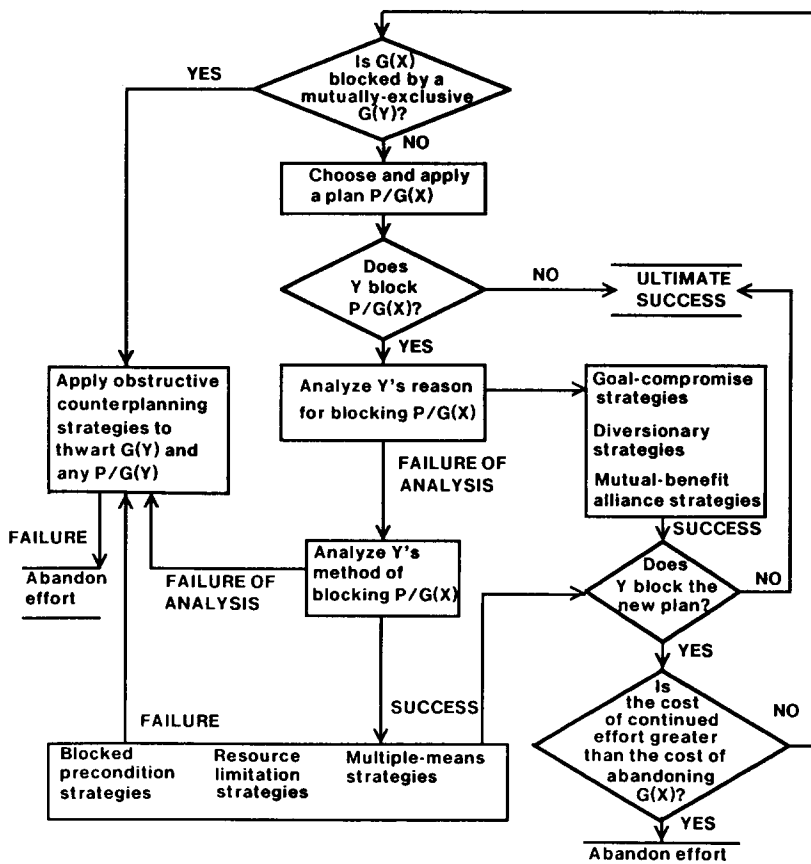 Is G(X)
blocked by a
mutually-exclusive
G(Y)?
YES
NO
Choose and apply
a plan P/G(X)
Does
Y block
P/G(X)?
NO
ULTIMATE
SUCCESS
YES
Apply obstructive
counterplanning
strategies to
thwart G(Y) and
any P/G(Y)
Analyze Y's reason
for blocking P/G(X)
Goal-compromise
strategies
Diversionary
strategies
Mutual-benefit
alliance strategies
FAILURE OF
ANALYSIS
SUCCESS
FAILURE
Abandon
effort
FAILURE OF
ANALYSIS
Analyze Y's
method of
blocking P/G(X)
Does
Y block the
new plan?
NO
YES
FAILURE
SUCCESS
Blocked
precondition
strategies
Resource
limitation
strategies
Multiple-means
strategies
Is
the cost
of continued
effort greater
than the cost of
abandoning
G(X)?
NO
YES
Abandon effort